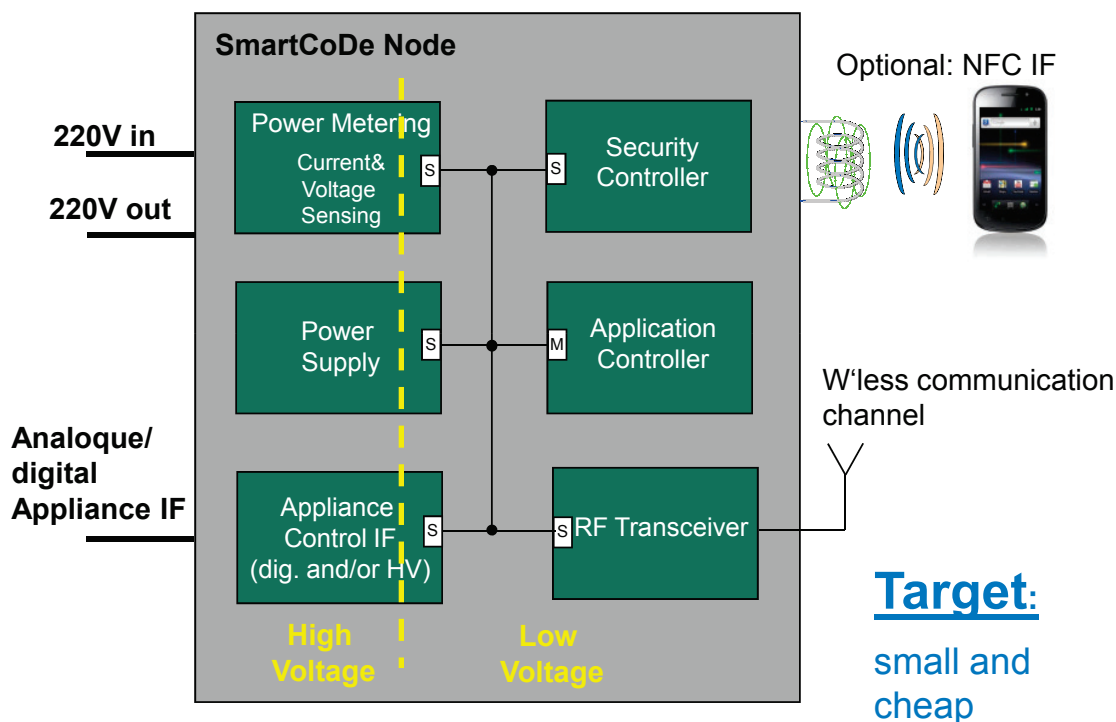 SmartCoDe Node
Optional: NFC IF
220V in
220V out
Power Metering
Current&
Voltage
Sensing
S
S
Security
Controller
Power
Supply
S
M
Application
Controller
W'less communication
channel
Analoque/
digital
Appliance IF
Appliance
Control IF
(dig. and/or HV)
S
S
RF Transceiver
High
Voltage
Low
Voltage
Target:
small and
cheap